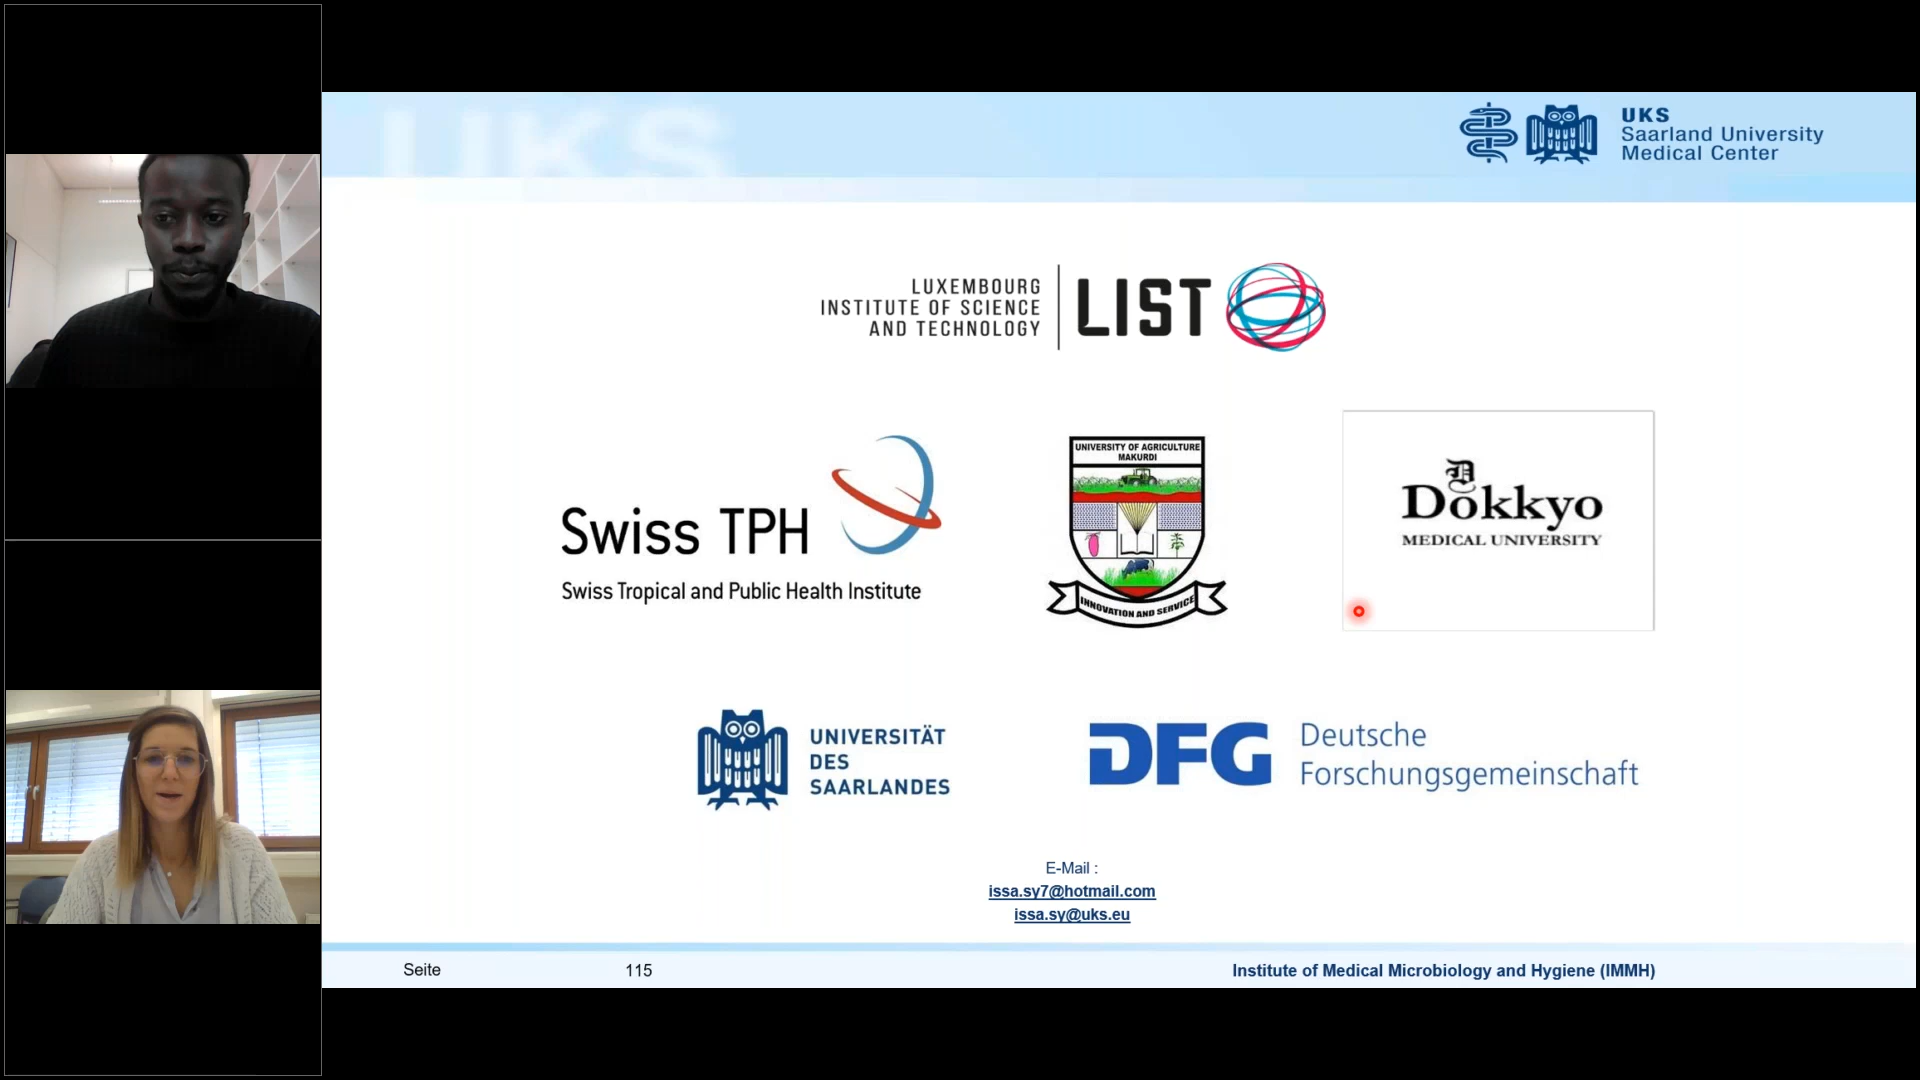 UKS
UKS
Saarland University
Medical Center
LUXEMBOURG
INSTITUTE OF SCIENCE
AND TECHNOLOGY
LIST
Swiss TPH
Swiss Tropical and Public Health Institute
UNIVERSITY OF AGRICULTURE
MAKURDI
INNOVATION AND SERVICE
D
Dokkyo
MEDICAL UNIVERSITY
UNIVERSITÄT
DES
SAARLANDES
DFG
Deutsche
Forschungsgemeinschaft
E-Mail :
issa.sy7@hotmail.com
issa.sy@uks.eu
Seite 115 Institute of Medical Microbiology and Hygiene (IMMH)